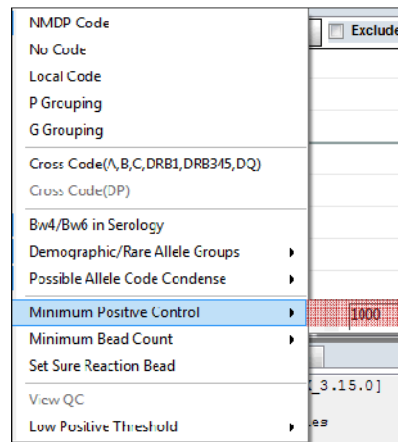 NMDP Code
No Code
Local Code
P Grouping
G Grouping
Cross Code(A,B,C,DRB1,DRB345,DQ)
Cross Code(DP)
Bw4/Bw6 in Serology
Demographic/Rare Allele Groups
Possible Allele Code Condense
Minimum Positive Control
Minimum Bead Count
Set Sure Reaction Bead
View QC
Low Positive Threshold
Exclude
1000
_3.15.0]